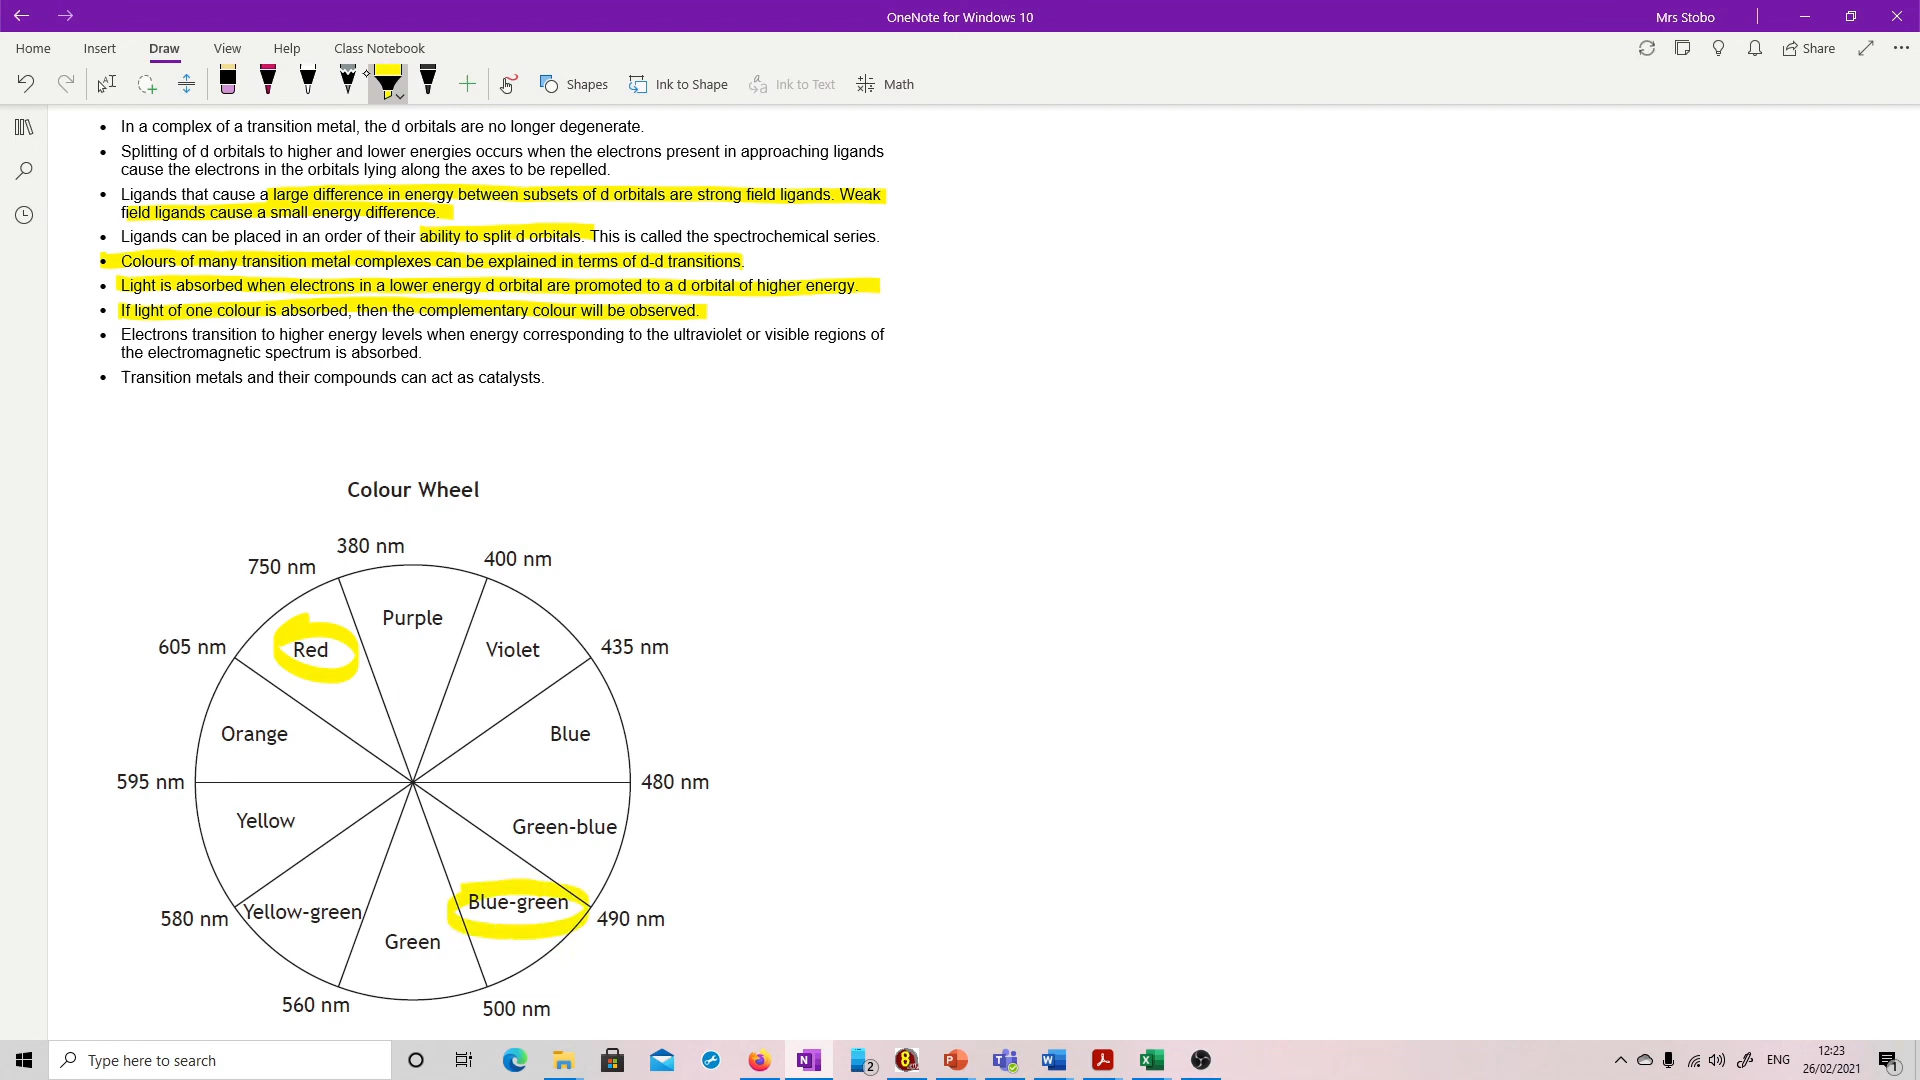 OneNote for Windows 10
Mrs Stobo
Home Insert Draw View Help Class Notebook
Share
Shapes Ink to Shape Ink to Text Math
• In a complex of a transition metal, the d orbitals are no longer degenerate.
• Splitting of d orbitals to higher and lower energies occurs when the electrons present in approaching ligands
cause the electrons in the orbitals lying along the axes to be repelled.
• Ligands that cause a large difference in energy between subsets of d orbitals are strong field ligands. Weak
field ligands cause a small energy difference.
• Ligands can be placed in an order of their ability to split d orbitals. This is called the spectrochemical series.
• Colours of many transition metal complexes can be explained in terms of d-d transitions.
• Light is absorbed when electrons in a lower energy d orbital are promoted to a d orbital of higher energy.
• If light of one colour is absorbed, then the complementary colour will be observed.
• Electrons transition to higher energy levels when energy corresponding to the ultraviolet or visible regions of
the electromagnetic spectrum is absorbed.
• Transition metals and their compounds can act as catalysts.
Colour Wheel
380 nm
400 nm
750 nm
Purple
605 nm
Red
Violet
435 nm
Orange
Blue
595 nm
480 nm
Yellow
Green-blue
Blue-green
580 nm
Yellow-green
490 nm
Green
560 nm
500 nm
Type here to search
2
8
ENG
12:23
26/02/2021
1